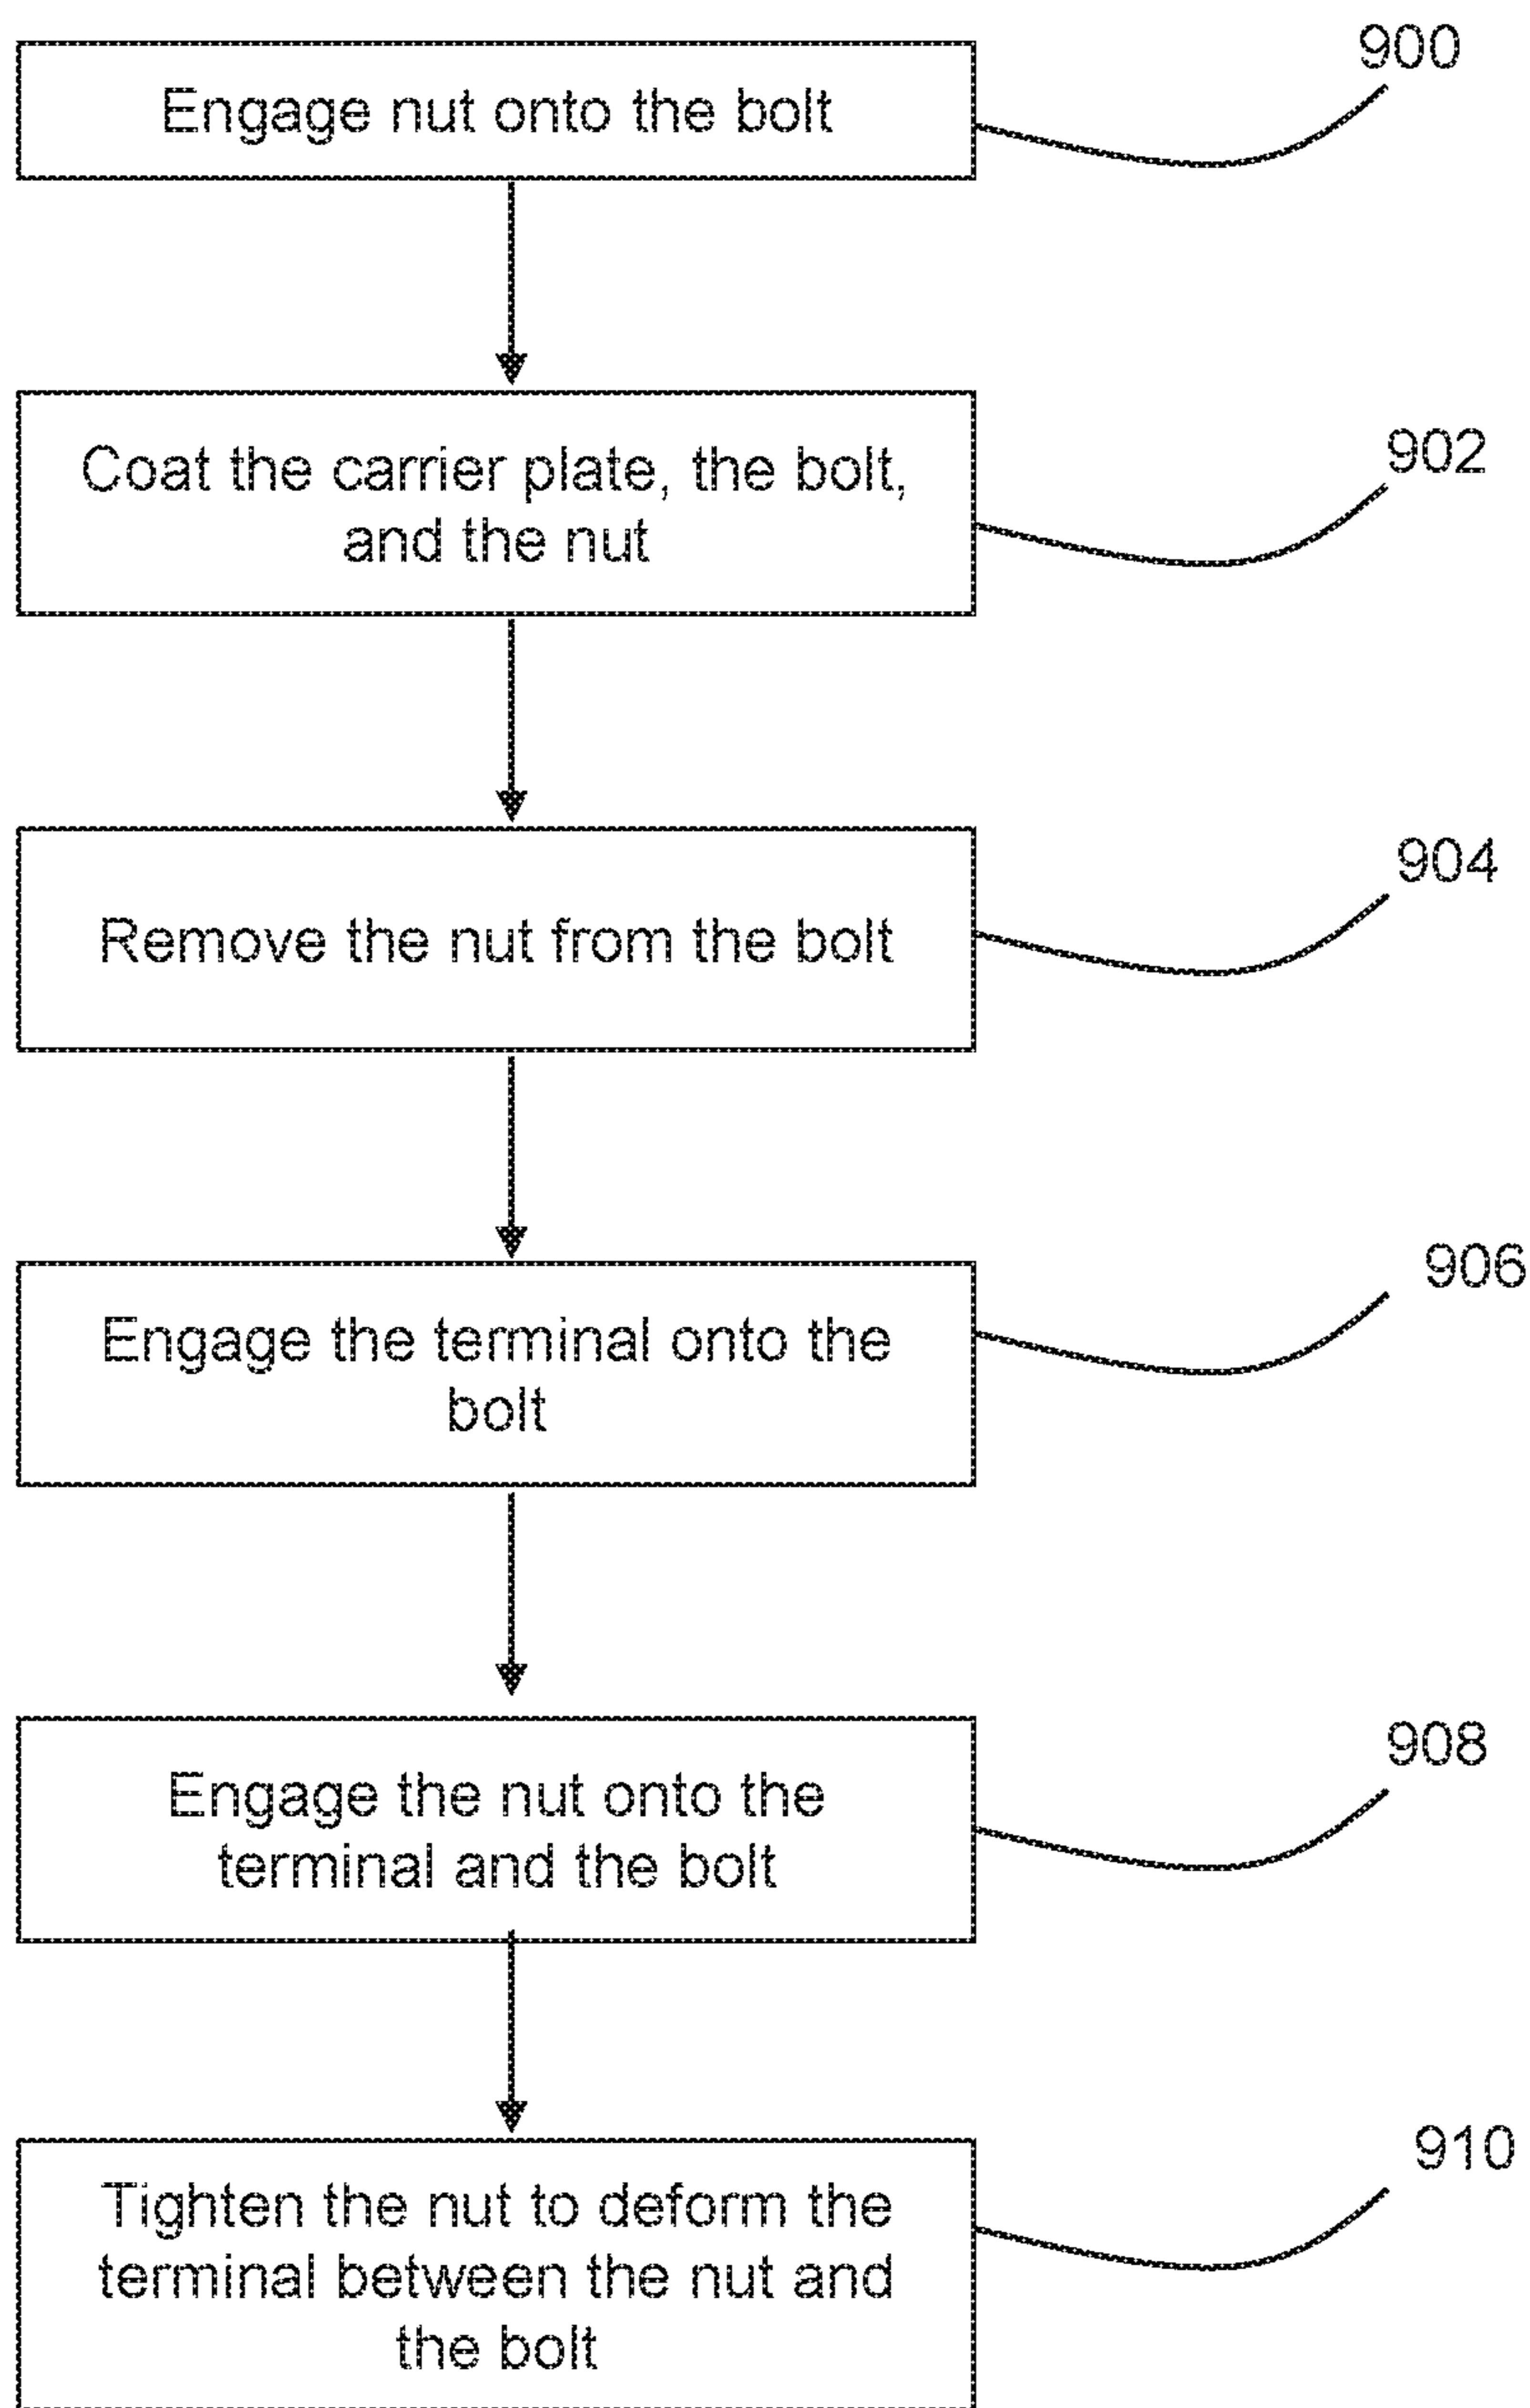 Engage nut onto the bolt
900
Coat the carrier plate, the bolt,
and the nut
902
Remove the nut from the bolt
904
Engage the terminal onto the
bolt
906
Engage the nut onto the
terminal and the bolt
908
Tighten the nut to deform the
terminal between the nut and
the bolt
910